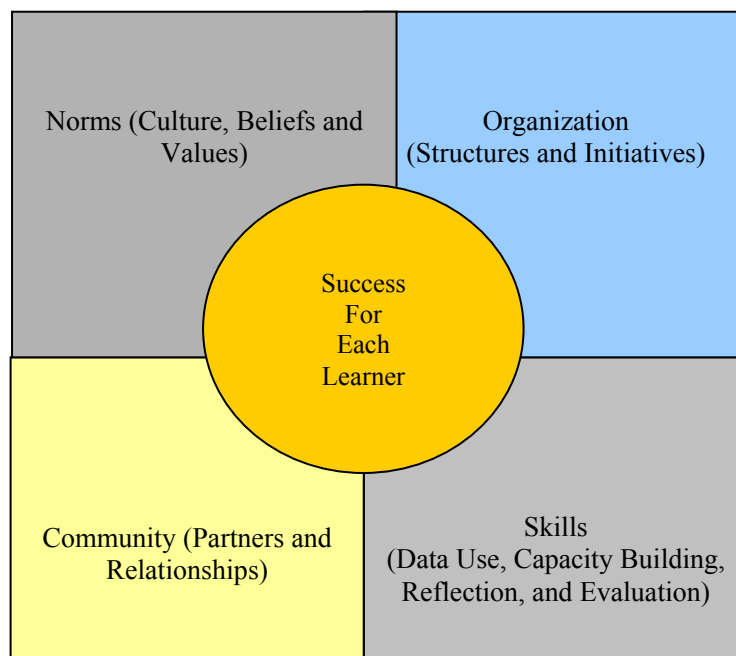 Norms (Culture, Beliefs and
Values)
Organization
(Structures and Initiatives)
Success
For
Each
Learner
Community (Partners and
Relationships)
Skills
(Data Use, Capacity Building,
Reflection, and Evaluation)